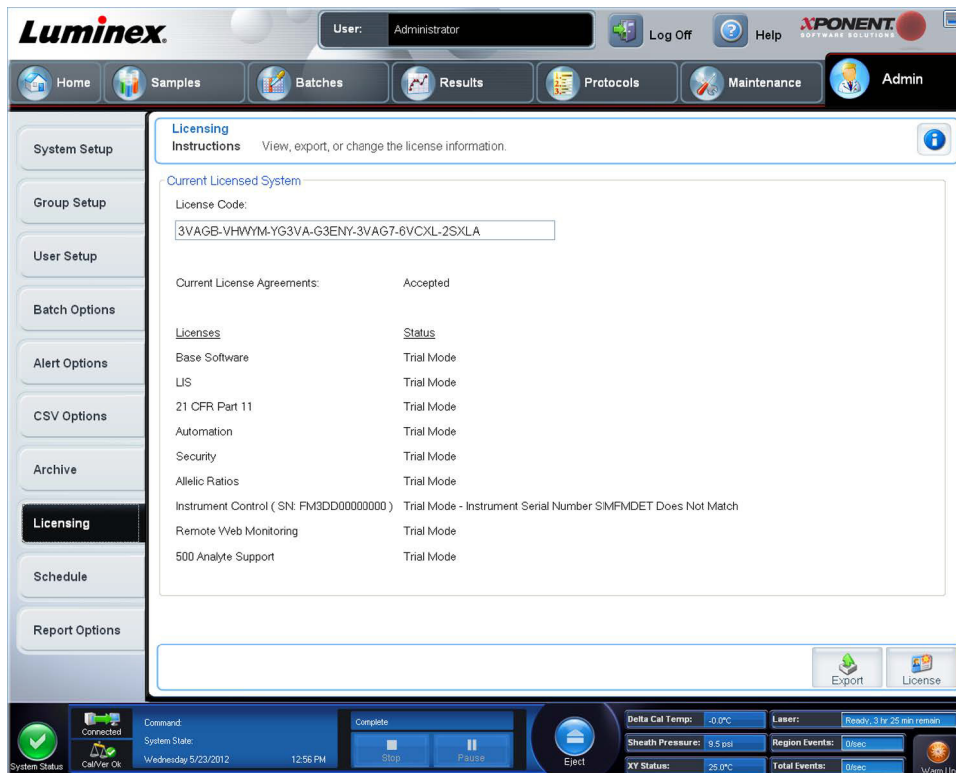 Luminex.
User: Administrator
Log Off
Help
XPONENT
SOFTWARE SOLUTIONS
Home
Samples
Batches
Results
Protocols
Maintenance
Admin
System Setup
Group Setup
User Setup
Batch Options
Alert Options
CSV Options
Archive
Licensing
Schedule
Report Options
Licensing
Instructions View, export, or change the license information.
Current Licensed System
License Code:
3VAGB-VHWYM-YG3VA-G3ENY-3VAG7-6VCXL-2SXLA
Current License Agreements: Accepted
Licenses Status
Base Software Trial Mode
LIS Trial Mode
21 CFR Part 11 Trial Mode
Automation Trial Mode
Security Trial Mode
Allelic Ratios Trial Mode
Instrument Control ( SN: FM3DD00000000 ) Trial Mode - Instrument Serial Number SIMFMDET Does Not Match
Remote Web Monitoring Trial Mode
500 Analyte Support Trial Mode
Export
License
System Status
Connected
Cal/Ver Ok
Command:
System State:
Wednesday 5/23/2012 12:56 PM
Complete
Stop
Pause
Eject
Delta Cal Temp: -0.0°C
Sheath Pressure: 9.5 psi
XY Status: 25.0°C
Laser: Ready, 3 hr 25 min remain
Region Events: 0/sec
Total Events: 0/sec
Warm Up